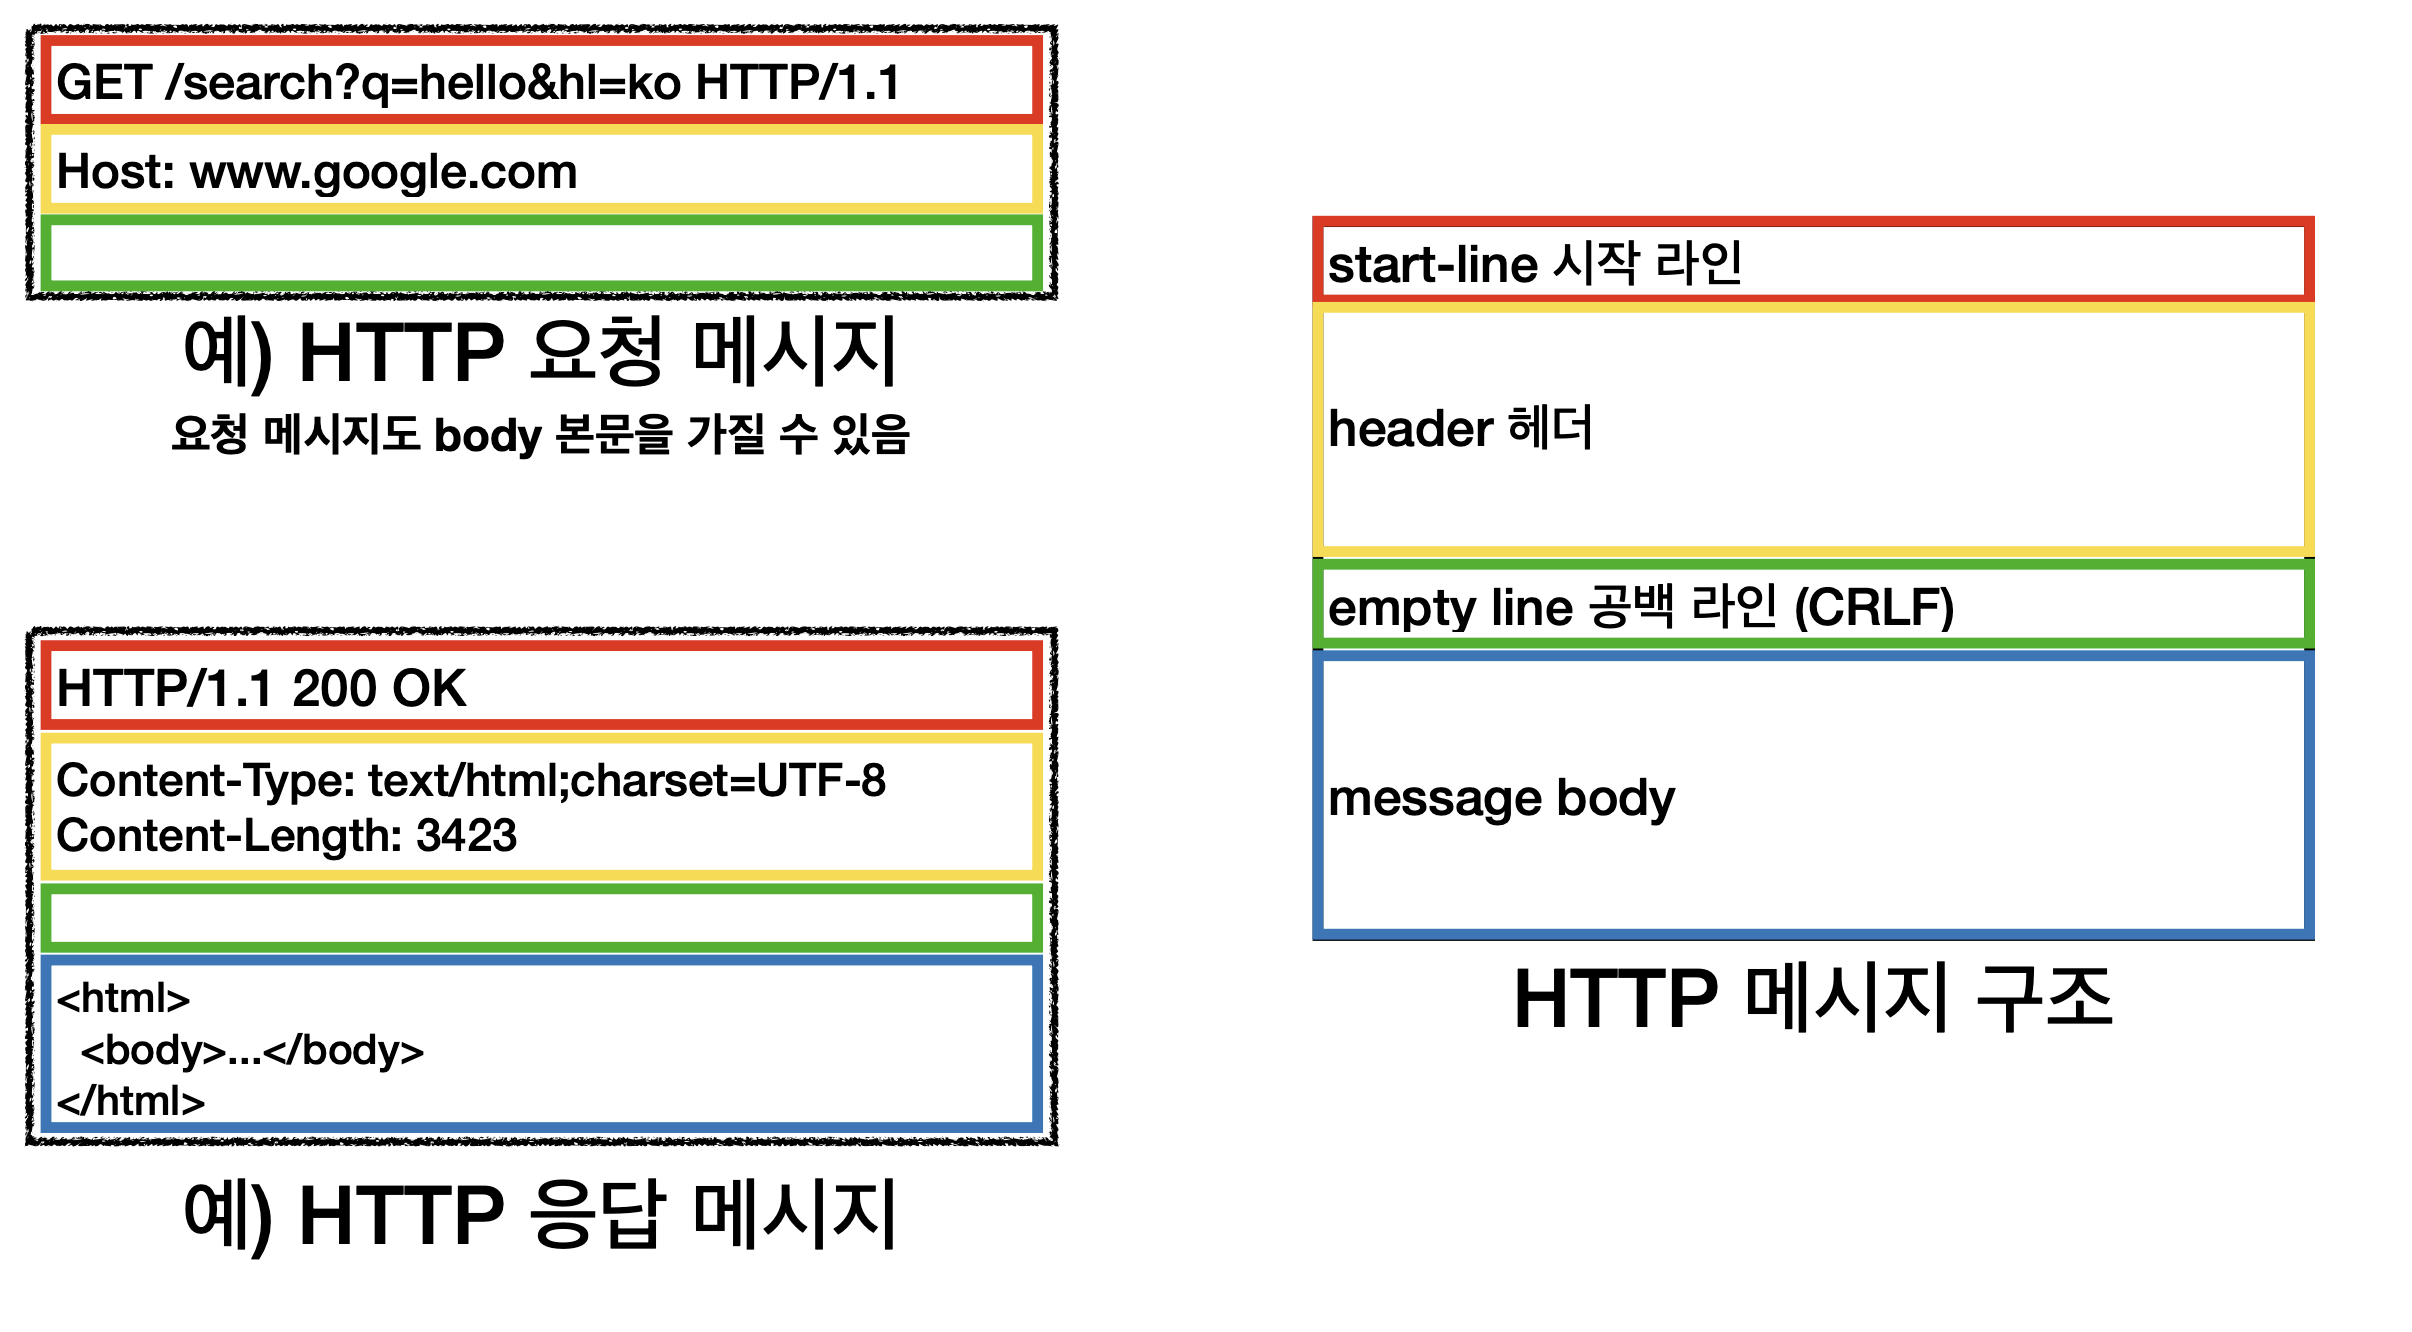 GET /search?q=hello&hl=ko HTTP/1.1
Host: www.google.com
예) HTTP 요청 메시지
요청 메시지도 body 본문을 가질 수 있음
HTTP/1.1 200 OK
Content-Type: text/html;charset=UTF-8
Content-Length: 3423
<html>
  <body>...</body>
</html>
예) HTTP 응답 메시지
start-line 시작 라인
header 헤더
empty line 공백 라인 (CRLF)
message body
HTTP 메시지 구조